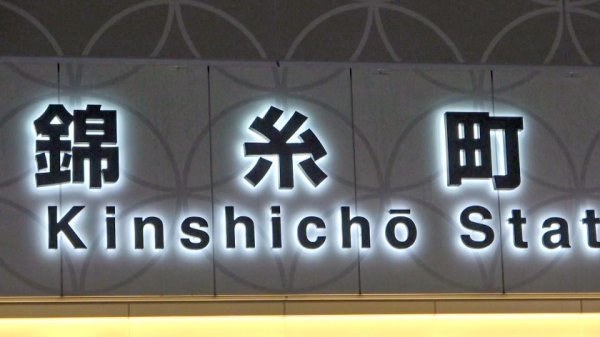 錦糸町
Kinshichō Stat